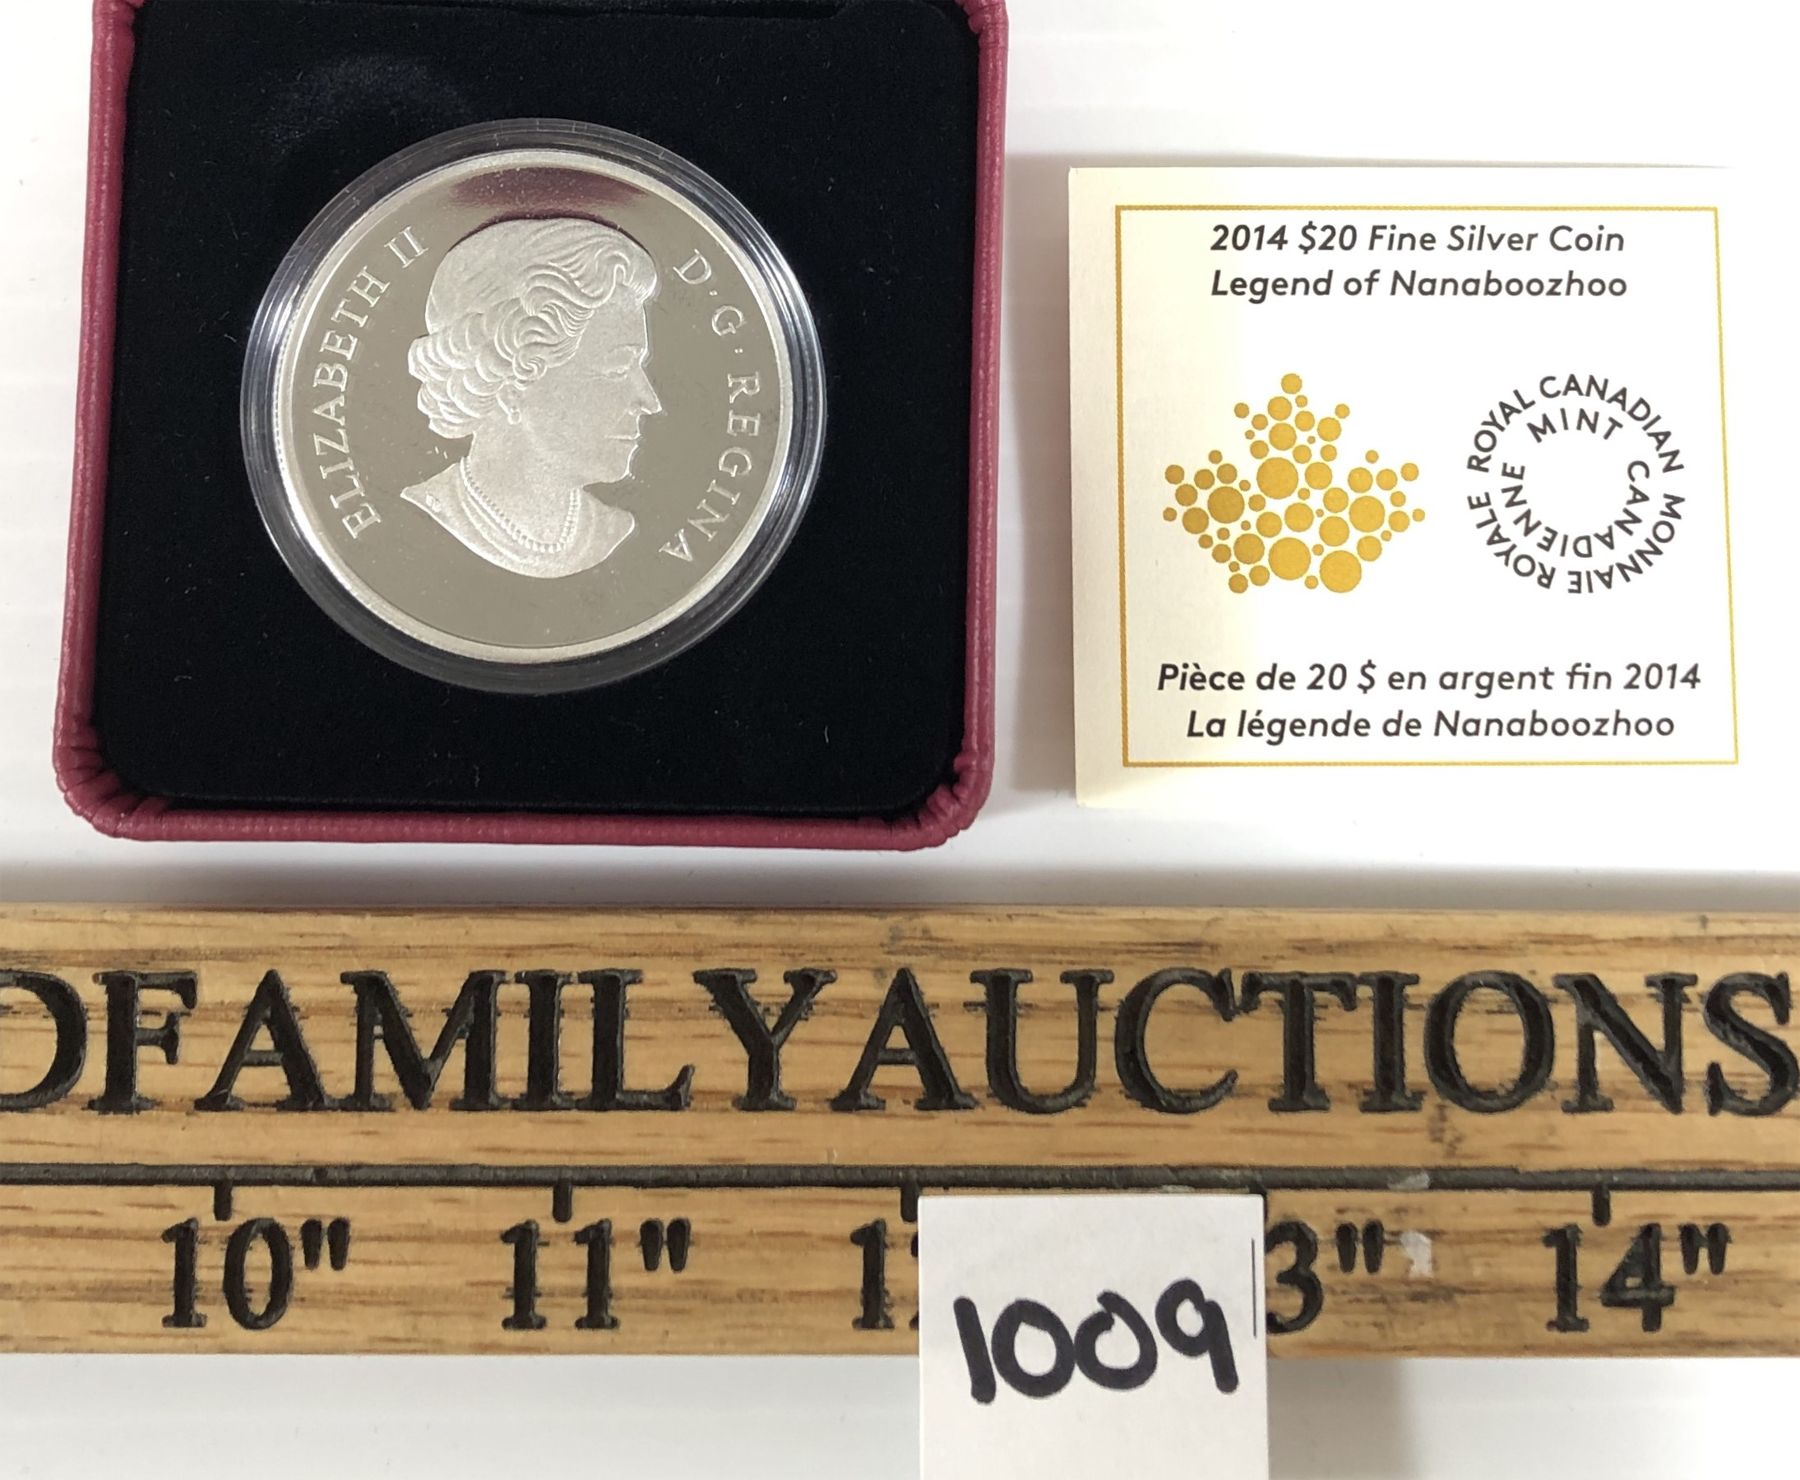 ELIZABETH II D·G·REGINA
2014 $20 Fine Silver Coin
Legend of Nanaboozhoo
ROYAL CANADIAN MINT
MONNAIE ROYALE CANADIENNE
Pièce de 20 $ en argent fin 2014
La légende de Nanaboozhoo
DFAMILYAUCTIONS
10" 11" 1 3" 14"
1009